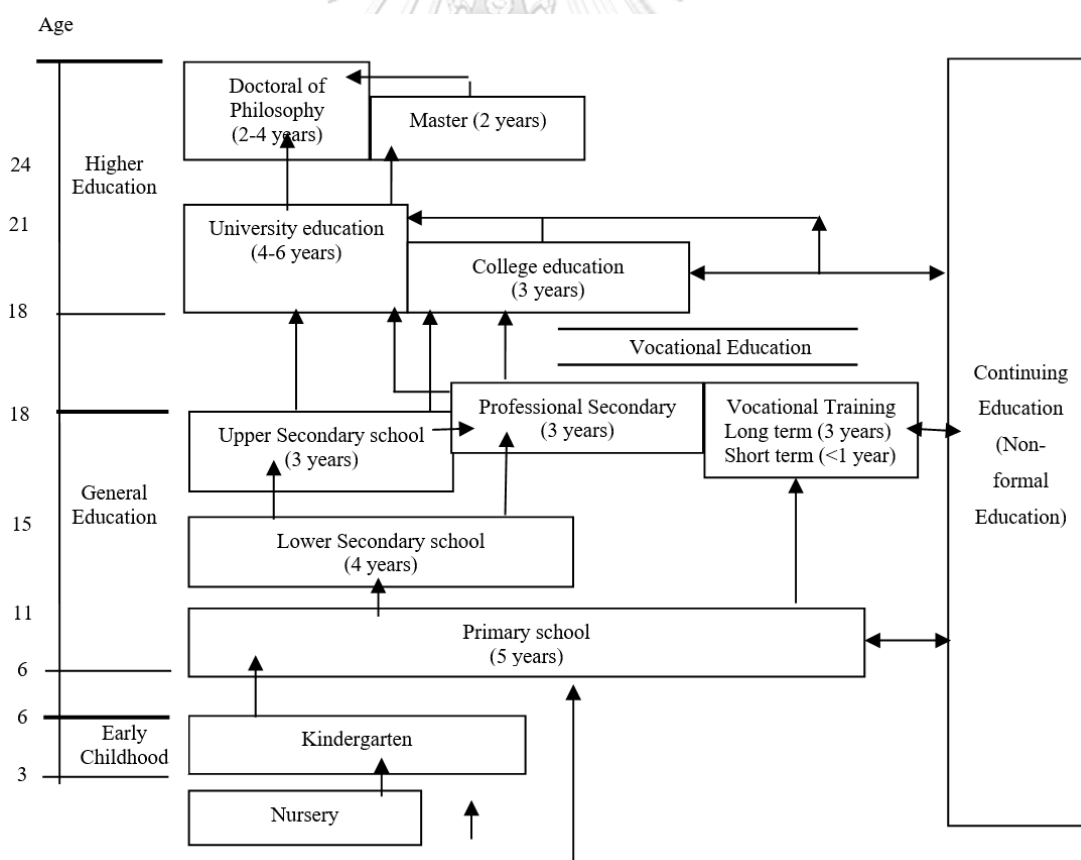 Age
Doctoral of
Philosophy
(2-4 years)
Master (2 years)
24
Higher
Education
21
University education
(4-6 years)
College education
(3 years)
18
Vocational Education
Continuing
Education
(Non-
formal
Education)
18
Professional Secondary
(3 years)
Vocational Training
Long term (3 years)
Short term (<1 year)
Upper Secondary school
(3 years)
General
Education
15
Lower Secondary school
(4 years)
11
Primary school
(5 years)
6
6
Early
Childhood
Kindergarten
3
Nursery